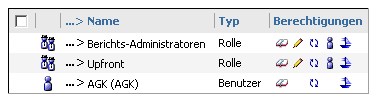 ...> Name Typ Berechtigungen
...> Berichts-Administratoren Rolle
...> Upfront Rolle
...> AGK (AGK) Benutzer